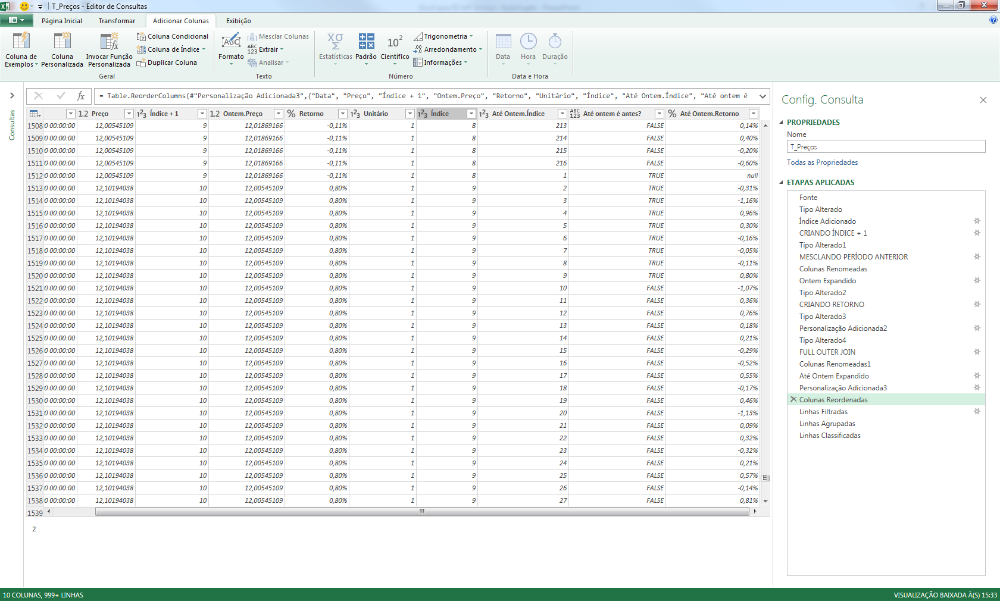 T_Preços - Editor de Consultas
Página Inicial Transformar Adicionar Colunas Exibição
Coluna de Exemplos
Coluna Personalizada
Invocar Função Personalizada
Coluna Condicional
Coluna de Índice
Duplicar Coluna
Geral
ABC
Formato
Mesclar Colunas
ABC 123 Extrair
abc Analisar
Texto
XΟ Σ Estatísticas
Padrão
10² Científico
Trigonometria
.00 Arredondamento
Informações
Número
Data
Hora
Duração
Data e Hora
Consultas
fx = Table.ReorderColumns(#"Personalização Adicionada3",{"Data", "Preço", "Índice + 1", "Ontem.Preço", "Retorno", "Unitário", "Índice", "Até Ontem.Índice", "Até ontem é
1.2 Preço 1²3 Índice + 1 1.2 Ontem.Preço % Retorno 1²3 Unitário 1²3 Índice 1²3 Até Ontem.Índice ABC 123 Até ontem é antes? % Até Ontem.Retorno
1508 0 00:00:00 12,00545109 9 12,01869166 -0,11% 1 8 213 FALSE 0,14%
1509 0 00:00:00 12,00545109 9 12,01869166 -0,11% 1 8 214 FALSE 0,40%
1510 0 00:00:00 12,00545109 9 12,01869166 -0,11% 1 8 215 FALSE -0,20%
1511 0 00:00:00 12,00545109 9 12,01869166 -0,11% 1 8 216 FALSE -0,60%
1512 0 00:00:00 12,00545109 9 12,01869166 -0,11% 1 8 1 TRUE null
1513 0 00:00:00 12,10194038 10 12,00545109 0,80% 1 9 2 TRUE -0,31%
1514 0 00:00:00 12,10194038 10 12,00545109 0,80% 1 9 3 TRUE -1,16%
1515 0 00:00:00 12,10194038 10 12,00545109 0,80% 1 9 4 TRUE 0,96%
1516 0 00:00:00 12,10194038 10 12,00545109 0,80% 1 9 5 TRUE 0,30%
1517 0 00:00:00 12,10194038 10 12,00545109 0,80% 1 9 6 TRUE -0,16%
1518 0 00:00:00 12,10194038 10 12,00545109 0,80% 1 9 7 TRUE -0,05%
1519 0 00:00:00 12,10194038 10 12,00545109 0,80% 1 9 8 TRUE -0,11%
1520 0 00:00:00 12,10194038 10 12,00545109 0,80% 1 9 9 TRUE 0,80%
1521 0 00:00:00 12,10194038 10 12,00545109 0,80% 1 9 10 FALSE -1,07%
1522 0 00:00:00 12,10194038 10 12,00545109 0,80% 1 9 11 FALSE 0,36%
1523 0 00:00:00 12,10194038 10 12,00545109 0,80% 1 9 12 FALSE 0,76%
1524 0 00:00:00 12,10194038 10 12,00545109 0,80% 1 9 13 FALSE 0,18%
1525 0 00:00:00 12,10194038 10 12,00545109 0,80% 1 9 14 FALSE 0,21%
1526 0 00:00:00 12,10194038 10 12,00545109 0,80% 1 9 15 FALSE -0,29%
1527 0 00:00:00 12,10194038 10 12,00545109 0,80% 1 9 16 FALSE -0,52%
1528 0 00:00:00 12,10194038 10 12,00545109 0,80% 1 9 17 FALSE 0,55%
1529 0 00:00:00 12,10194038 10 12,00545109 0,80% 1 9 18 FALSE -0,17%
1530 0 00:00:00 12,10194038 10 12,00545109 0,80% 1 9 19 FALSE 0,46%
1531 0 00:00:00 12,10194038 10 12,00545109 0,80% 1 9 20 FALSE -1,13%
1532 0 00:00:00 12,10194038 10 12,00545109 0,80% 1 9 21 FALSE 0,09%
1533 0 00:00:00 12,10194038 10 12,00545109 0,80% 1 9 22 FALSE 0,32%
1534 0 00:00:00 12,10194038 10 12,00545109 0,80% 1 9 23 FALSE -0,32%
1535 0 00:00:00 12,10194038 10 12,00545109 0,80% 1 9 24 FALSE 0,21%
1536 0 00:00:00 12,10194038 10 12,00545109 0,80% 1 9 25 FALSE 0,57%
1537 0 00:00:00 12,10194038 10 12,00545109 0,80% 1 9 26 FALSE -0,14%
1538 0 00:00:00 12,10194038 10 12,00545109 0,80% 1 9 27 FALSE 0,81%
1539
2
Config. Consulta
PROPRIEDADES
Nome
T_Preços
Todas as Propriedades
ETAPAS APLICADAS
Fonte
Tipo Alterado
Índice Adicionado
CRIANDO ÍNDICE + 1
Tipo Alterado1
MESCLANDO PERÍODO ANTERIOR
Colunas Renomeadas
Ontem Expandido
Tipo Alterado2
CRIANDO RETORNO
Tipo Alterado3
Personalização Adicionada2
Tipo Alterado4
FULL OUTER JOIN
Colunas Renomeadas1
Até Ontem Expandido
Personalização Adicionada3
Colunas Reordenadas
Linhas Filtradas
Linhas Agrupadas
Linhas Classificadas
10 COLUNAS, 999+ LINHAS
VISUALIZAÇÃO BAIXADA À(S) 15:33